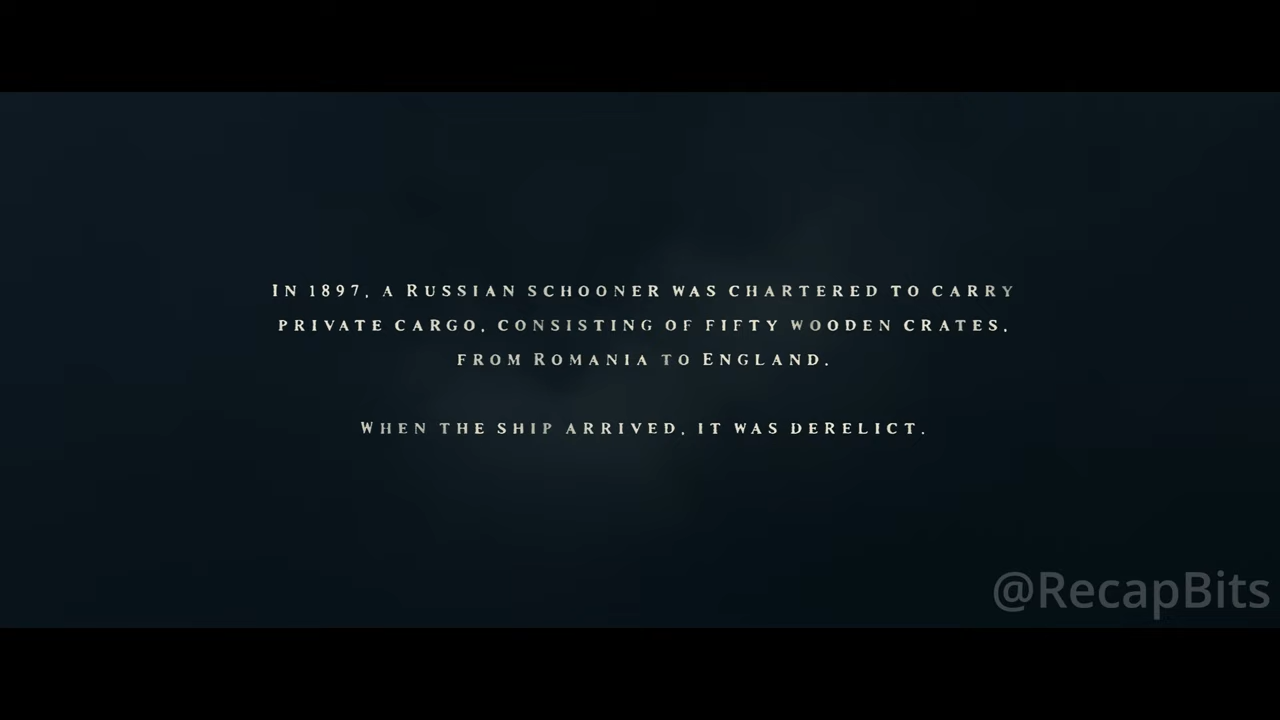 In 1897, a Russian schooner was chartered to carry
private cargo, consisting of fifty wooden crates,
from Romania to England.
When the ship arrived, it was derelict.
@RecapBits